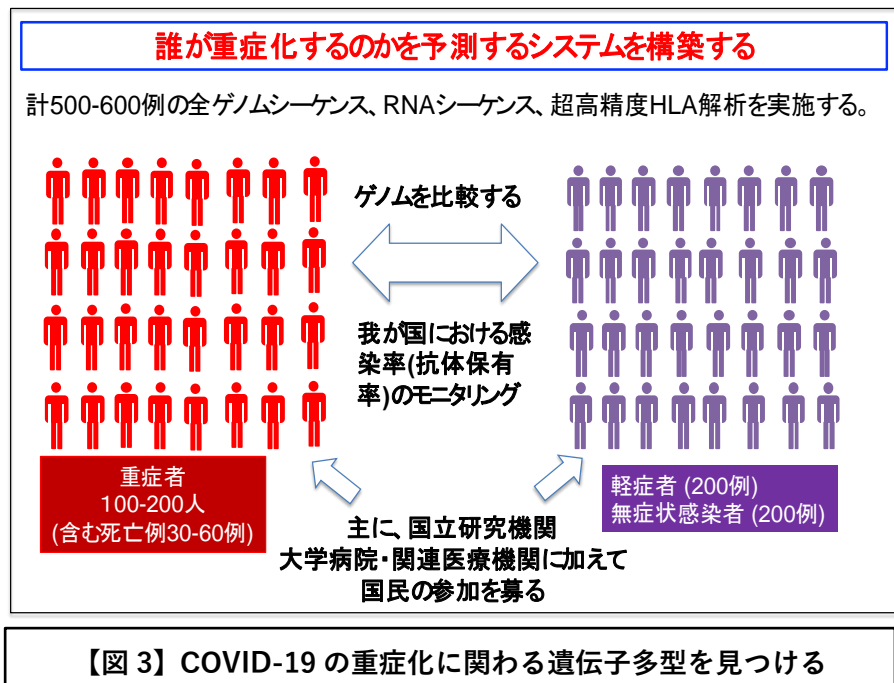 誰が重症化するのかを予測するシステムを構築する
計500-600例の全ゲノムシーケンス、RNAシーケンス、超高精度HLA解析を実施する。
ゲノムを比較する
我が国における感
染率(抗体保有
率)のモニタリング
重症者
100-200人
(含む死亡例30-60例)
軽症者 (200例)
無症状感染者 (200例)
主に、国立研究機関
大学病院・関連医療機関に加えて
国民の参加を募る
【図 3】COVID-19 の重症化に関わる遺伝子多型を見つける